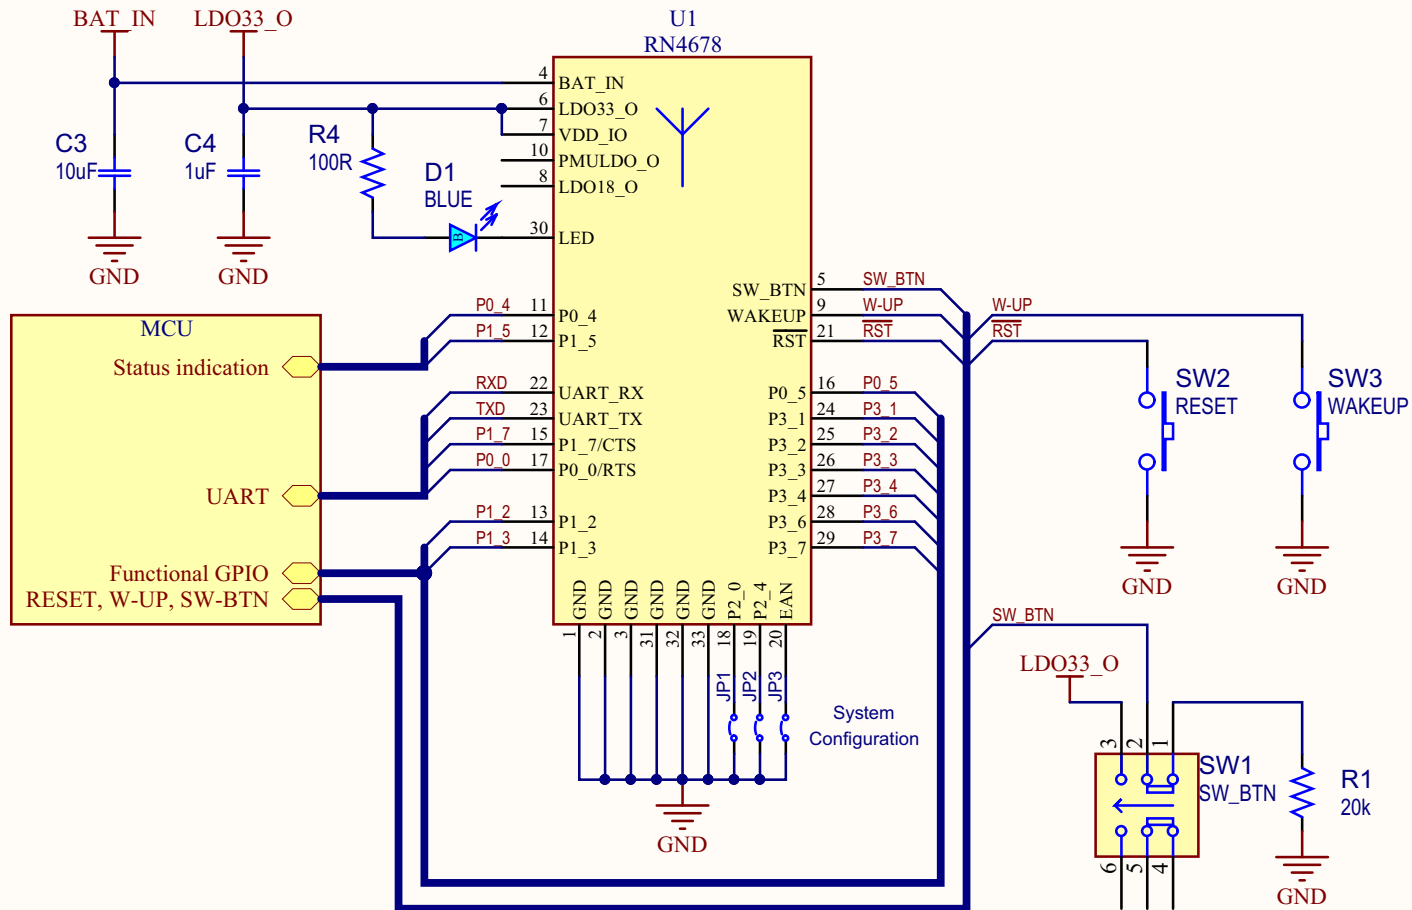 BAT_IN
LDO33_O
U1
RN4678
4
BAT_IN
6
LDO33_O
7
VDD_IO
10
PMULDO_O
8
LDO18_O
30
LED
C3
10uF
C4
1uF
R4
100R
D1
BLUE
B
GND
GND
MCU
Status indication
UART
Functional GPIO
RESET, W-UP, SW-BTN
P0_4
11
P0_4
P1_5
12
P1_5
RXD
22
UART_RX
TXD
23
UART_TX
P1_7
15
P1_7/CTS
P0_0
17
P0_0/RTS
P1_2
13
P1_2
P1_3
14
P1_3
SW_BTN
5
SW_BTN
WAKEUP
9
W-UP
RST
21
RST
P0_5
16
P0_5
P3_1
24
P3_1
P3_2
25
P3_2
P3_3
26
P3_3
P3_4
27
P3_4
P3_6
28
P3_6
P3_7
29
P3_7
W-UP
RST
SW2
RESET
SW3
WAKEUP
GND
GND
GND
GND
GND
GND
GND
GND
P2_0
P2_4
EAN
1
2
3
31
32
33
18
19
20
JP1
JP2
JP3
System
Configuration
GND
SW_BTN
LDO33_O
3
2
1
SW1
SW_BTN
R1
20k
6
5
4
GND